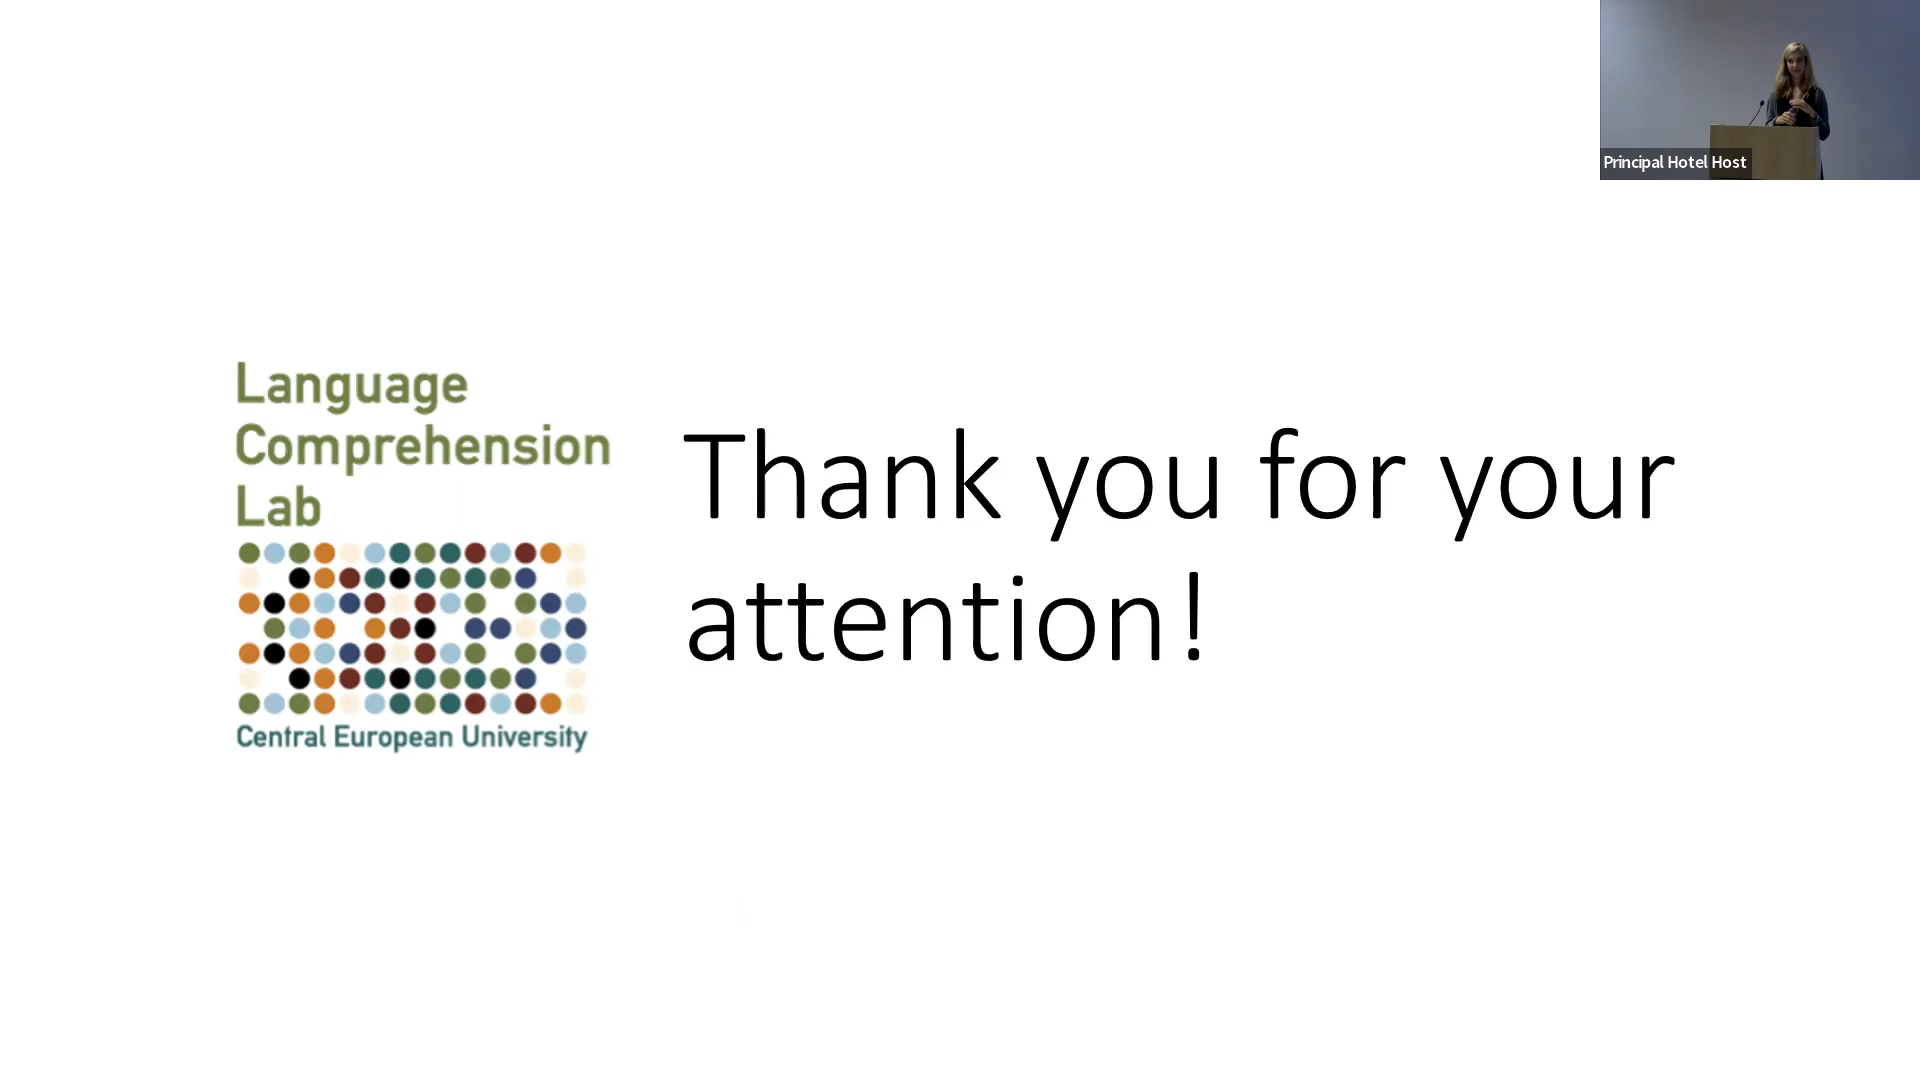 Principal Hotel Host
Language
Comprehension
Lab
Central European University
Thank you for your
attention!